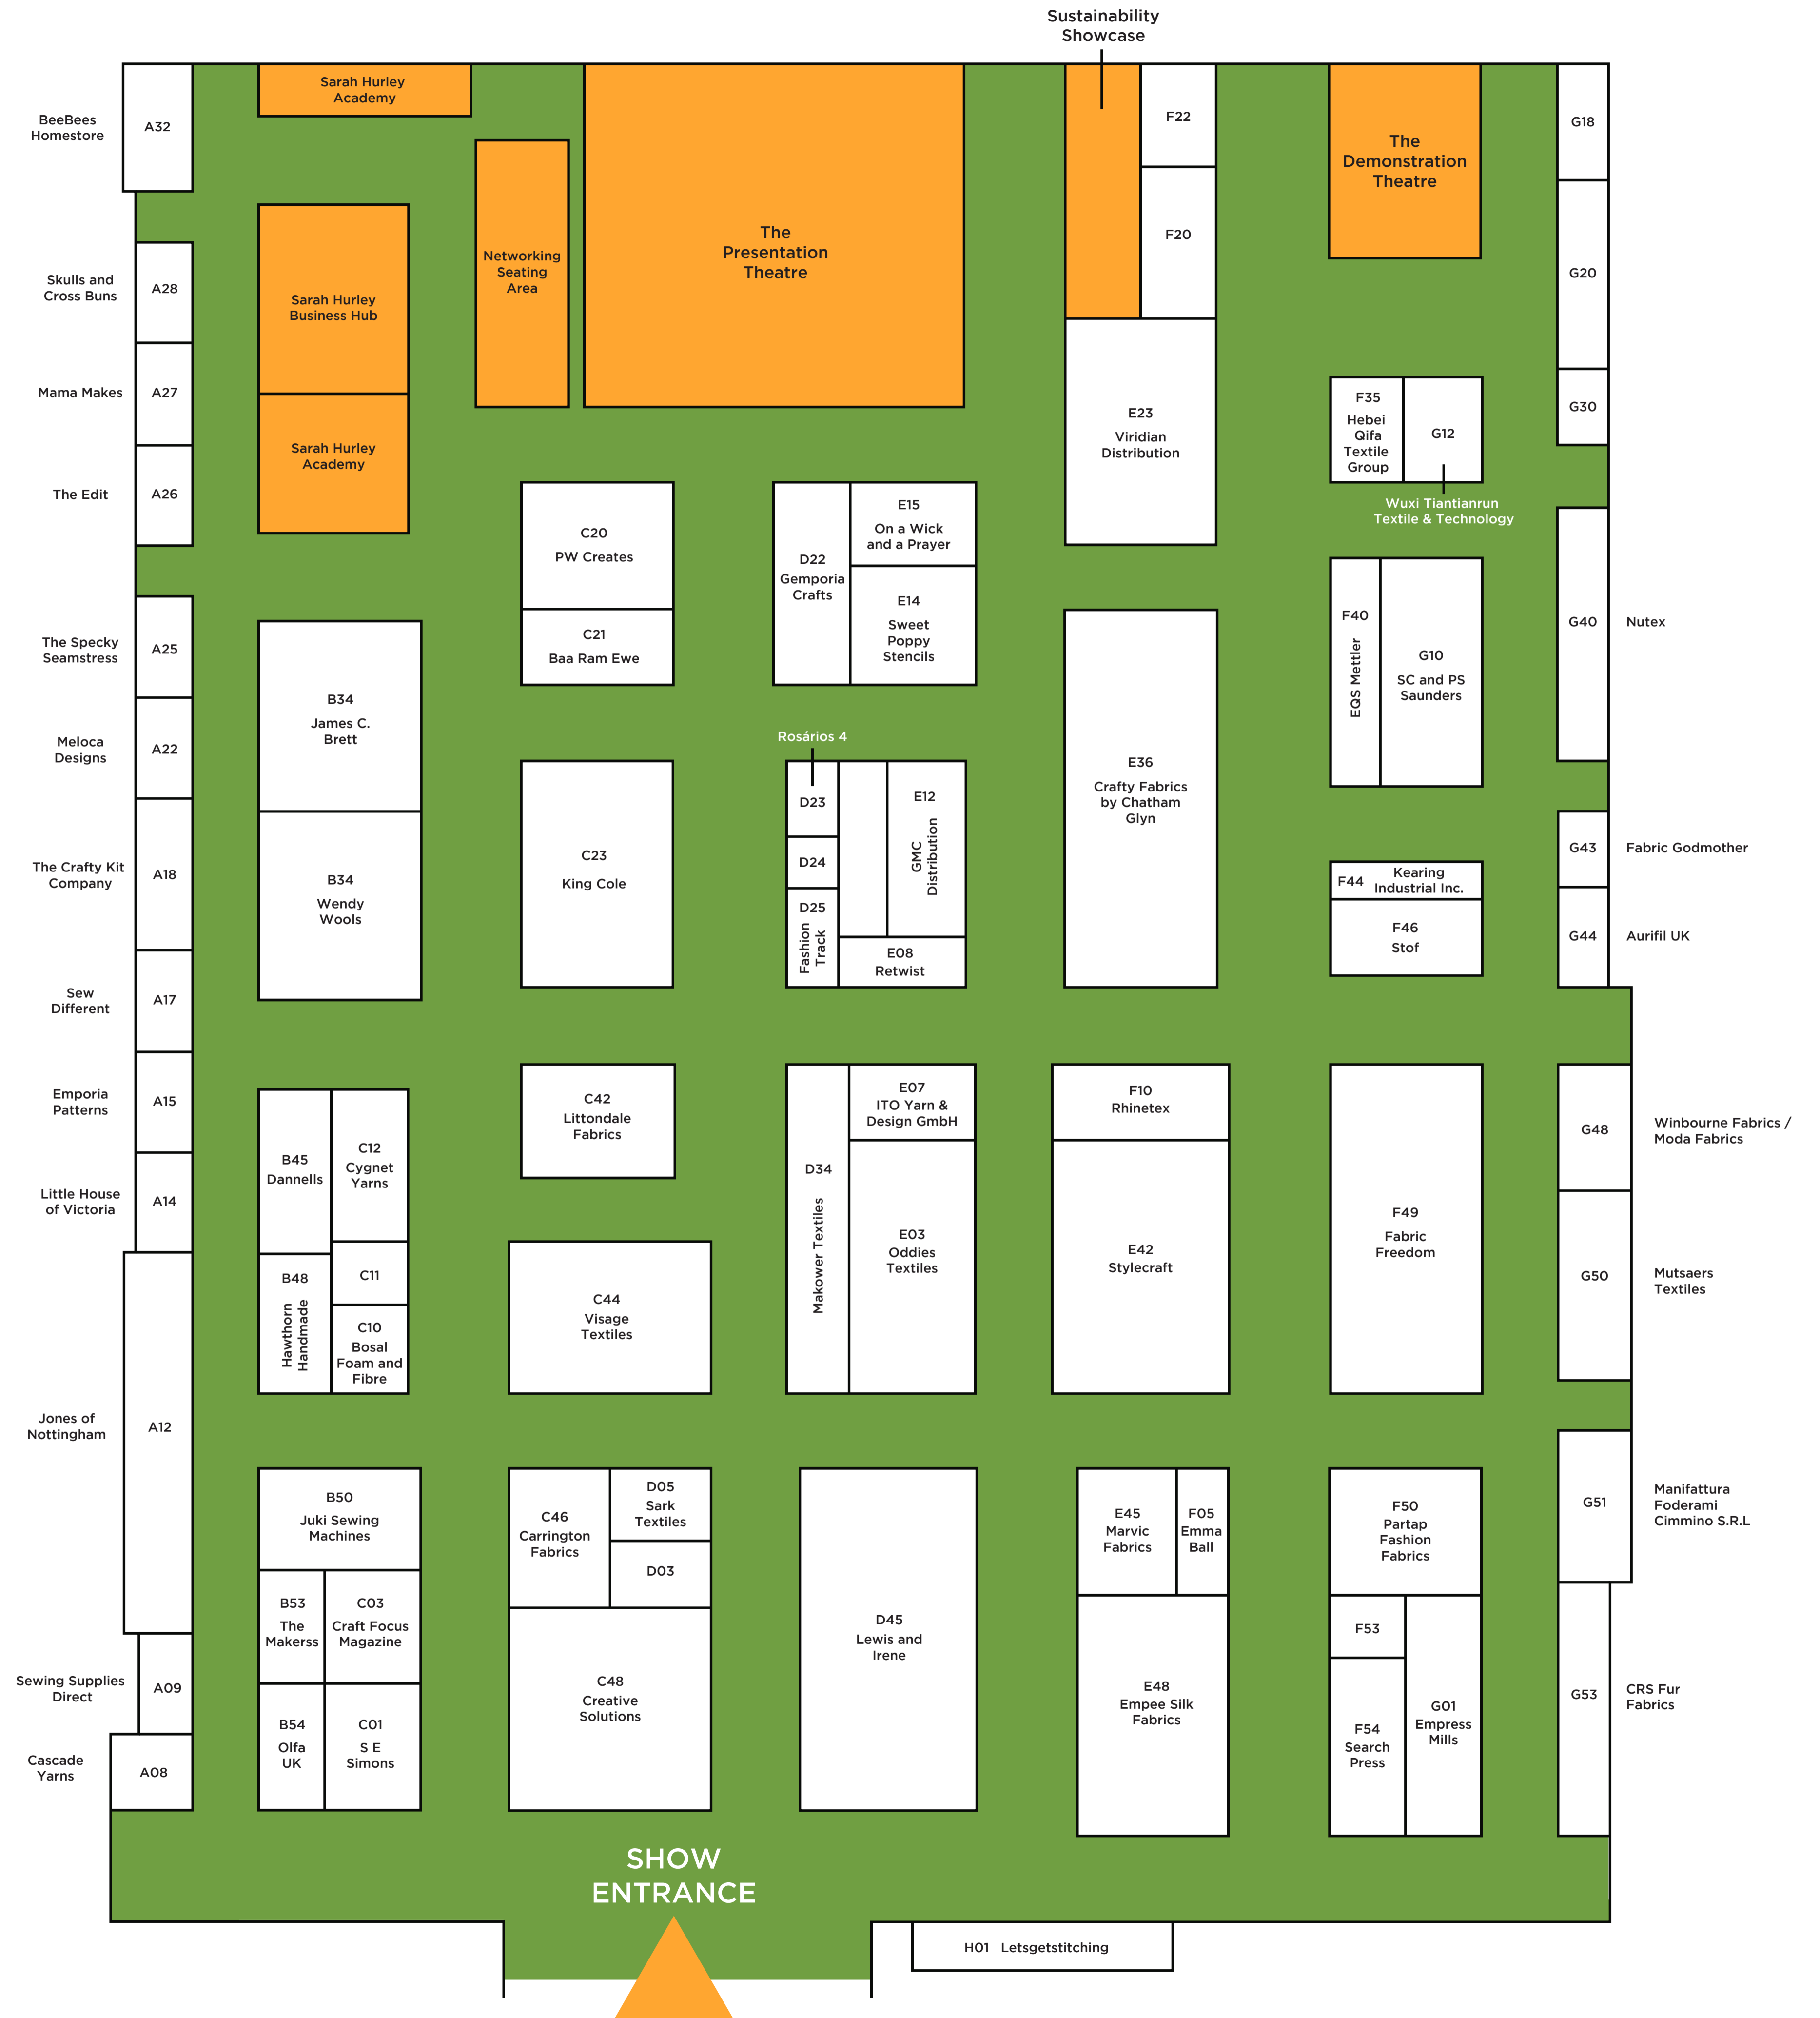 Sustainability
Showcase
BeeBees
Homestore
A32
Sarah Hurley
Academy
F22
The
Demonstration
Theatre
G18
Skulls and
Cross Buns
A28
Sarah Hurley
Business Hub
Networking
Seating
Area
The
Presentation
Theatre
F20
G20
Mama Makes
A27
E23
Viridian
Distribution
F35
Hebei
Qifa
Textile
Group
G12
Wuxi Tiantianrun
Textile & Technology
G30
The Edit
A26
Sarah Hurley
Academy
C20
PW Creates
C21
Baa Ram Ewe
D22
Gemporia
Crafts
E15
On a Wick
and a Prayer
E14
Sweet
Poppy
Stencils
The Specky
Seamstress
A25
F40
EQS Mettler
G10
SC and PS
Saunders
G40
Nutex
Meloca
Designs
A22
B34
James C.
Brett
Rosários 4
D23
D24
D25
Fashion
Track
E12
GMC
Distribution
E08
Retwist
E36
Crafty Fabrics
by Chatham
Glyn
The Crafty Kit
Company
A18
B34
Wendy
Wools
C23
King Cole
F44
Kearing
Industrial Inc.
F46
Stof
G43
Fabric Godmother
G44
Aurifil UK
Sew
Different
A17
Emporia
Patterns
A15
B45
Dannells
C12
Cygnet
Yarns
C42
Littondale
Fabrics
D34
Makower Textiles
E07
ITO Yarn &
Design GmbH
F10
Rhinetex
G48
Winbourne Fabrics /
Moda Fabrics
Little House
of Victoria
A14
B48
Hawthorn
Handmade
C11
C10
Bosal
Foam and
Fibre
C44
Visage
Textiles
E03
Oddies
Textiles
E42
Stylecraft
F49
Fabric
Freedom
G50
Mutsaers
Textiles
Jones of
Nottingham
A12
B50
Juki Sewing
Machines
C46
Carrington
Fabrics
D05
Sark
Textiles
D03
E45
Marvic
Fabrics
F05
Emma
Ball
F50
Partap
Fashion
Fabrics
G51
Manifattura
Foderami
Cimmino S.R.L
B53
The
Makerss
C03
Craft Focus
Magazine
D45
Lewis and
Irene
F53
Sewing Supplies
Direct
A09
C48
Creative
Solutions
E48
Empee Silk
Fabrics
G01
Empress
Mills
G53
CRS Fur
Fabrics
Cascade
Yarns
A08
B54
Olfa
UK
C01
S E
Simons
F54
Search
Press
SHOW
ENTRANCE
H01 Letsgetstitching